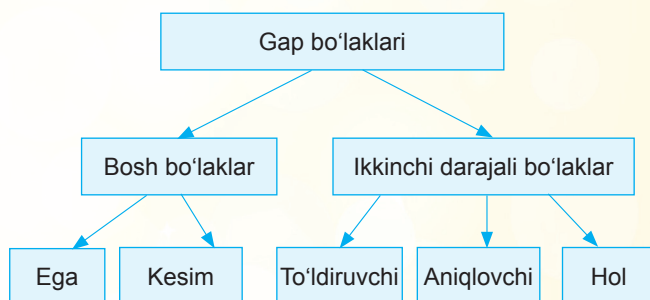 Gap bo‘laklari
Bosh bo‘laklar
Ikkinchi darajali bo‘laklar
Ega
Kesim
To‘ldiruvchi
Aniqlovchi
Hol